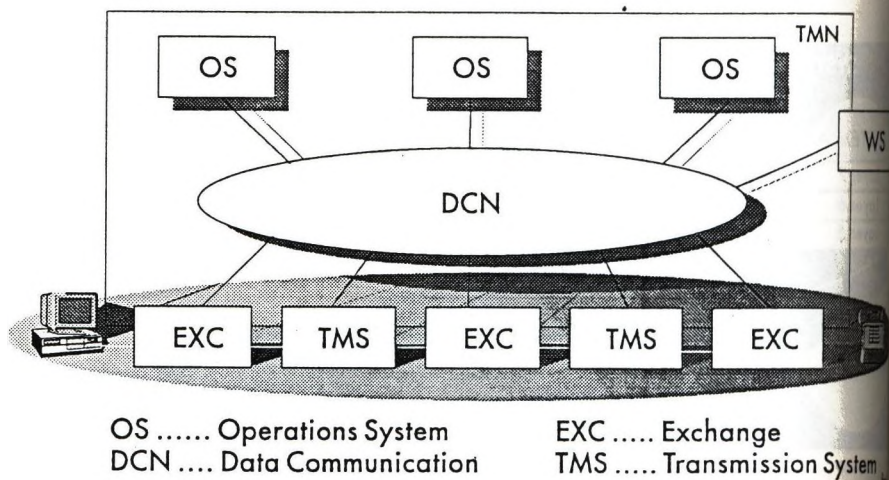 TMN
OS OS OS
WS
DCN
EXC TMS EXC TMS EXC
OS ...... Operations System EXC ..... Exchange
DCN .... Data Communication TMS ..... Transmission System